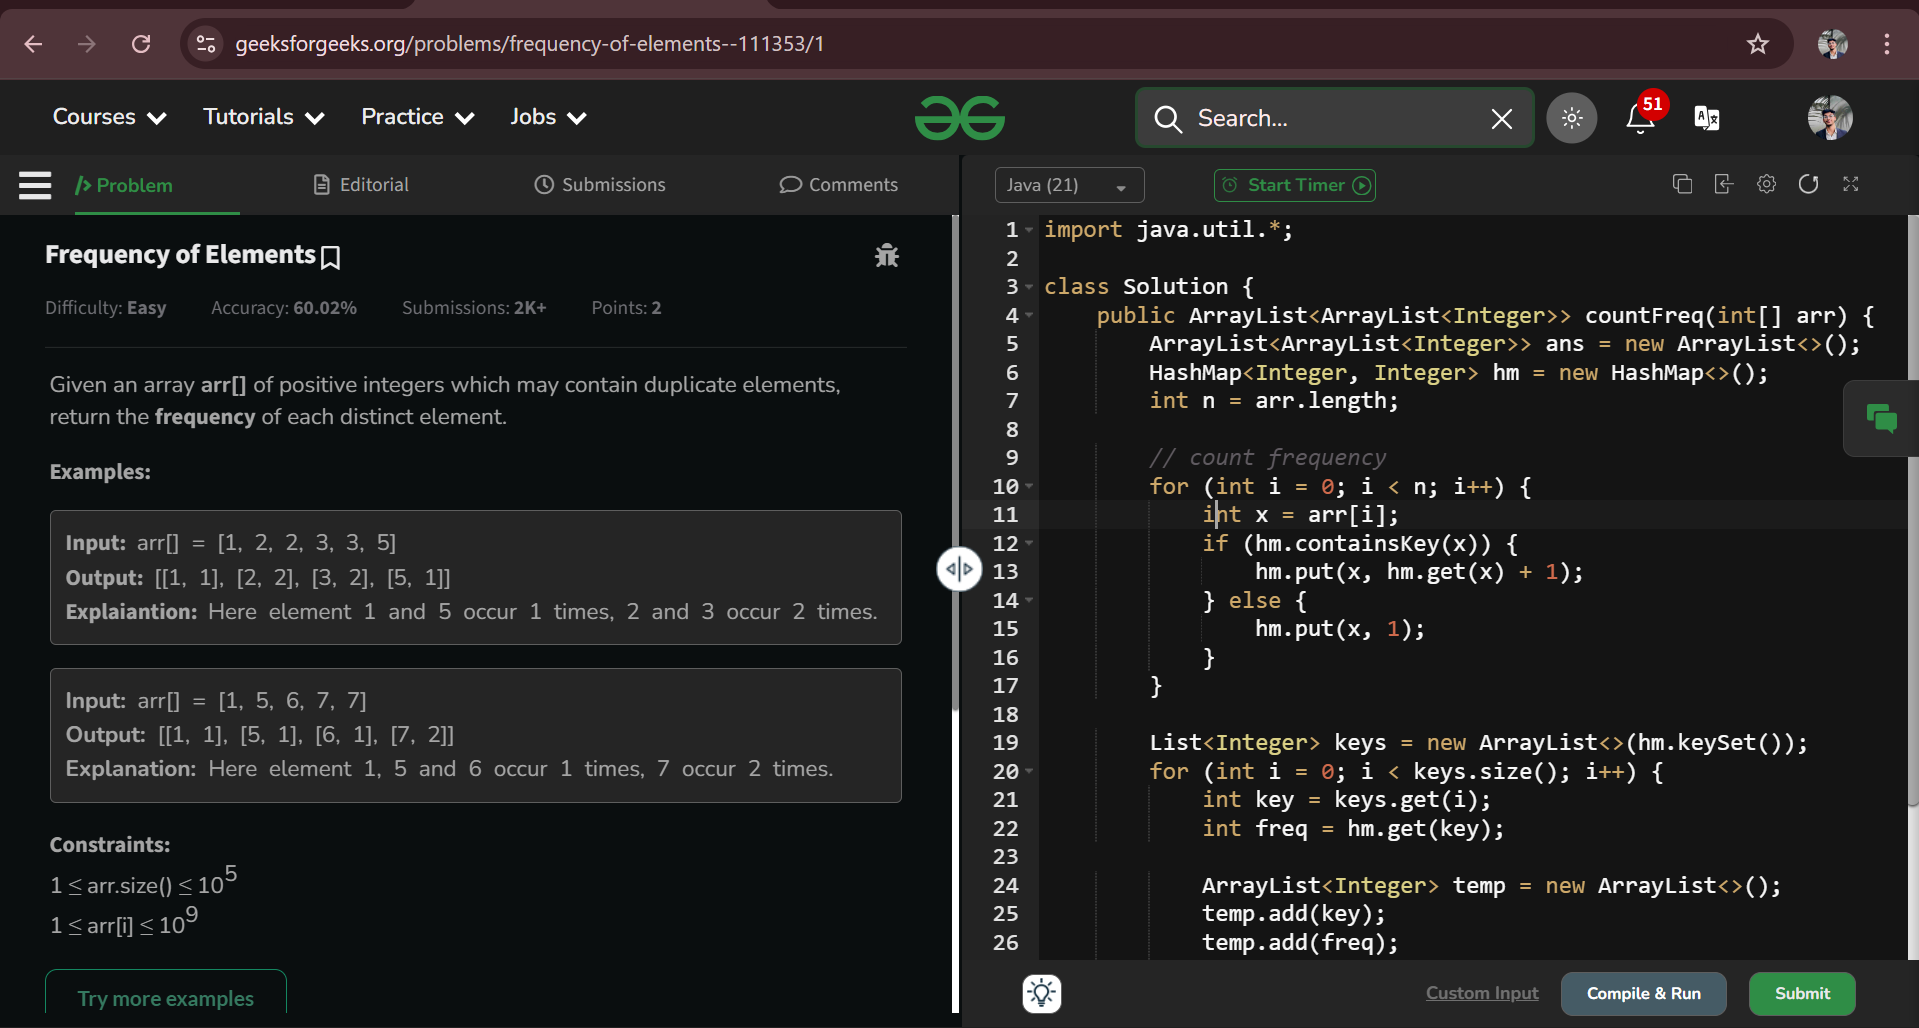 geeksforgeeks.org/problems/frequency-of-elements--111353/1
Courses Tutorials Practice Jobs Search... 51
Problem Editorial Submissions Comments
Java (21) Start Timer
Frequency of Elements
Difficulty: Easy Accuracy: 60.02% Submissions: 2K+ Points: 2
Given an array arr[] of positive integers which may contain duplicate elements,
return the frequency of each distinct element.
Examples:
Input: arr[] = [1, 2, 2, 3, 3, 5]
Output: [[1, 1], [2, 2], [3, 2], [5, 1]]
Explaiantion: Here element 1 and 5 occur 1 times, 2 and 3 occur 2 times.
Input: arr[] = [1, 5, 6, 7, 7]
Output: [[1, 1], [5, 1], [6, 1], [7, 2]]
Explanation: Here element 1, 5 and 6 occur 1 times, 7 occur 2 times.
Constraints:
1 ≤ arr.size() ≤ 10^5
1 ≤ arr[i] ≤ 10^9
Try more examples
1 import java.util.*;
2
3 class Solution {
4 public ArrayList<ArrayList<Integer>> countFreq(int[] arr) {
5 ArrayList<ArrayList<Integer>> ans = new ArrayList<>();
6 HashMap<Integer, Integer> hm = new HashMap<>();
7 int n = arr.length;
8
9 // count frequency
10 for (int i = 0; i < n; i++) {
11 int x = arr[i];
12 if (hm.containsKey(x)) {
13 hm.put(x, hm.get(x) + 1);
14 } else {
15 hm.put(x, 1);
16 }
17 }
18
19 List<Integer> keys = new ArrayList<>(hm.keySet());
20 for (int i = 0; i < keys.size(); i++) {
21 int key = keys.get(i);
22 int freq = hm.get(key);
23
24 ArrayList<Integer> temp = new ArrayList<>();
25 temp.add(key);
26 temp.add(freq);
Custom Input Compile & Run Submit